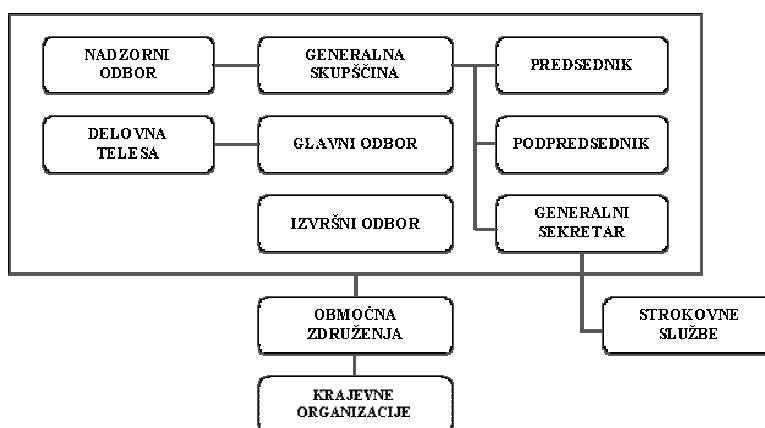 NADZORNI
ODBOR
GENERALNA
SKUPŠČINA
PREDSEDNIK
DELOVNA
TELESA
GLAVNI ODBOR
PODPREDSEDNIK
IZVRŠNI ODBOR
GENERALNI
SEKRETAR
OBMOČNA
ZDRUŽENJA
STROKOVNE
SLUŽBE
KRAJEVNE
ORGANIZACIJE